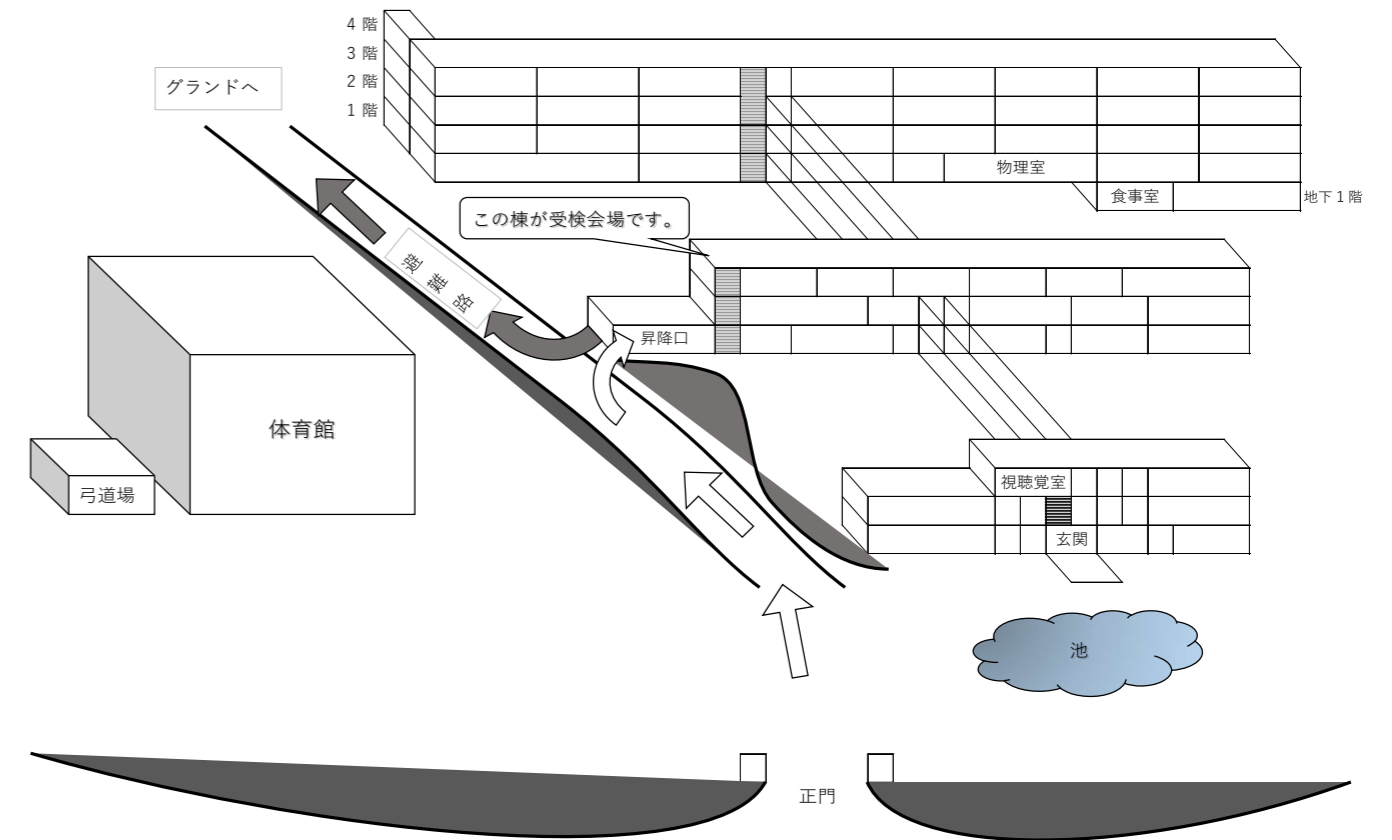 4 階
3 階
2 階
1 階
グランドへ
物理室
食事室
地下 1 階
この棟が受検会場です。
避難路
昇降口
体育館
弓道場
視聴覚室
玄関
池
正門